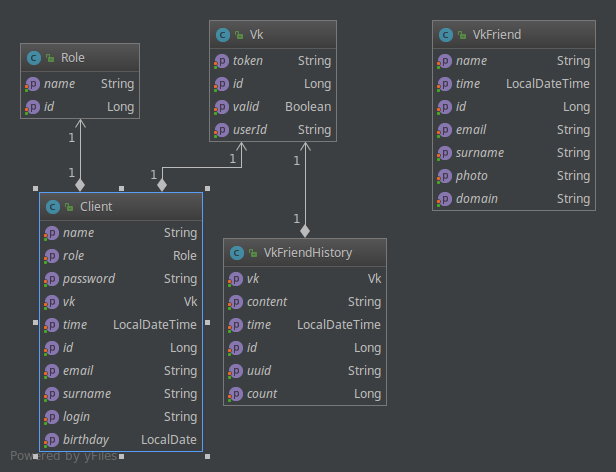 Role
name String
id Long
Vk
token String
id Long
valid Boolean
userId String
VkFriend
name String
time LocalDateTime
id Long
email String
surname String
photo String
domain String
1
1
1
1
1
1
Client
name String
role Role
password String
vk Vk
time LocalDateTime
id Long
email String
surname String
login String
birthday LocalDate
VkFriendHistory
vk Vk
content String
time LocalDateTime
id Long
uuid String
count Long
Powered by yFiles